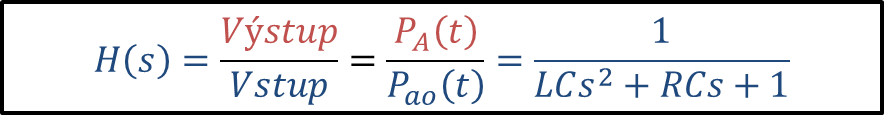 H(s) = Výstup / Vstup = P_A(t) / P_ao(t) = 1 / LCs² + RCs + 1